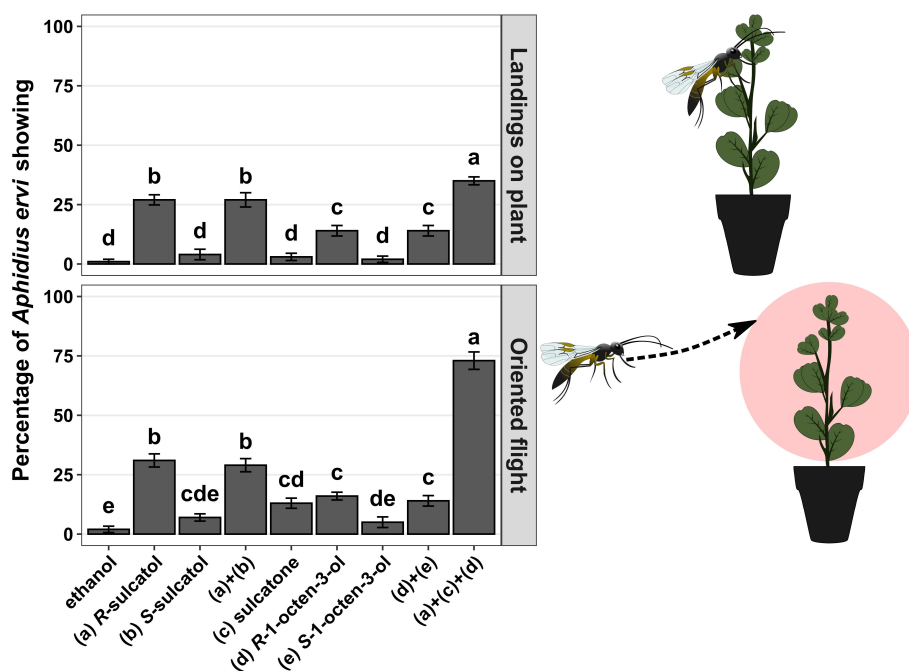 Percentage of Aphidius ervi showing
100
75
50
25
0
d
b
d
b
d
c
d
c
a
Landings on plant
100
75
50
25
0
e
b
cde
b
cd
c
de
c
a
Oriented flight
ethanol
(a) R-sulcatol
(b) S-sulcatol
(a)+(b)
(c) sulcatone
(d) R-1-octen-3-ol
(e) S-1-octen-3-ol
(d)+(e)
(a)+(c)+(d)